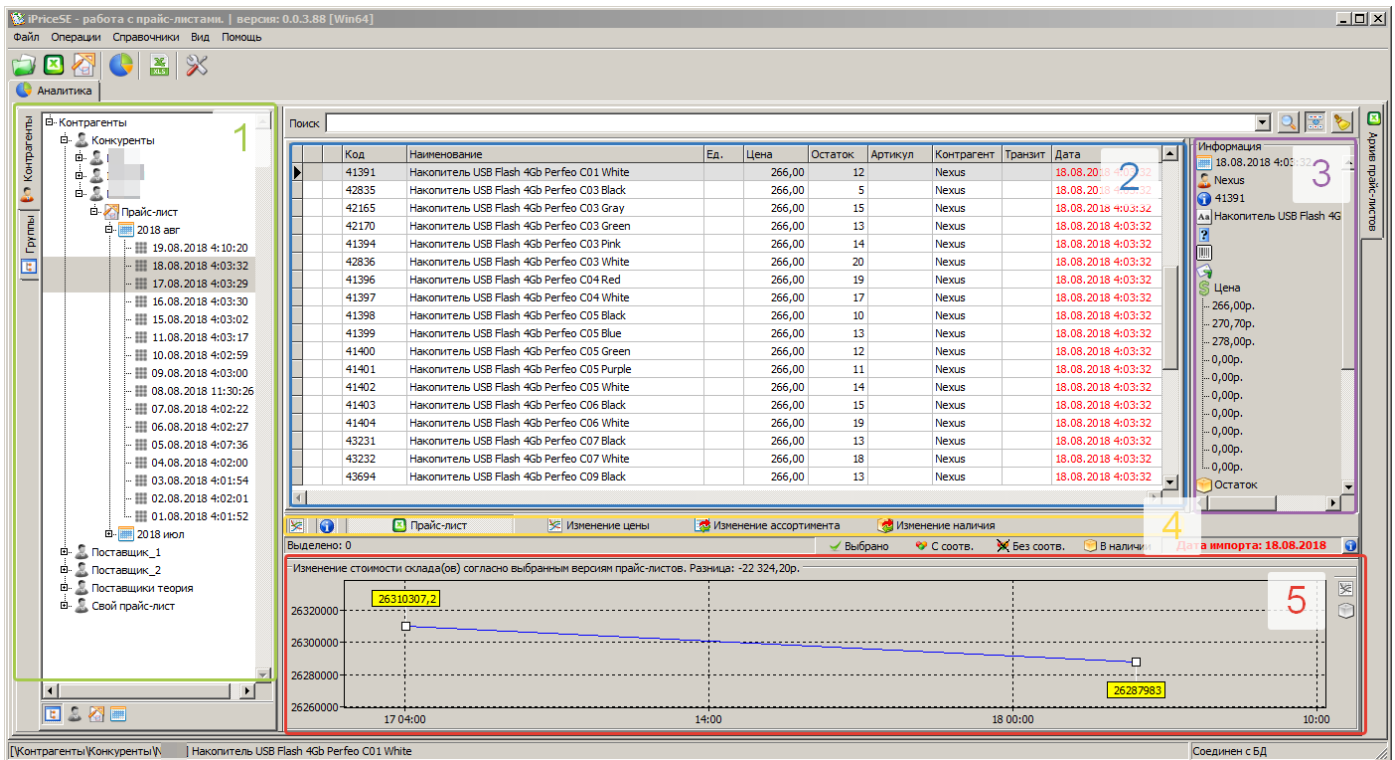 iPriceSE - работа с прайс-листами. | версия: 0.0.3.88 [Win64]
Файл Операции Справочники Вид Помощь
Аналитика
Контрагенты
Группы
1
Контрагенты
Конкуренты
Прайс-лист
2018 авг
19.08.2018 4:10:20
18.08.2018 4:03:32
17.08.2018 4:03:29
16.08.2018 4:03:30
15.08.2018 4:03:02
11.08.2018 4:03:17
10.08.2018 4:02:59
09.08.2018 4:03:00
08.08.2018 11:30:26
07.08.2018 4:02:22
06.08.2018 4:02:27
05.08.2018 4:07:36
04.08.2018 4:02:00
03.08.2018 4:01:54
02.08.2018 4:02:01
01.08.2018 4:01:52
2018 июл
Поставщик_1
Поставщик_2
Поставщики теория
Свой прайс-лист
Поиск
2
Код Наименование Ед. Цена Остаток Артикул Контрагент Транзит Дата
41391 Накопитель USB Flash 4Gb Perfeo C01 White 266,00 12 Nexus 18.08.2018 4:03:32
42835 Накопитель USB Flash 4Gb Perfeo C03 Black 266,00 5 Nexus 18.08.2018 4:03:32
42165 Накопитель USB Flash 4Gb Perfeo C03 Gray 266,00 15 Nexus 18.08.2018 4:03:32
42170 Накопитель USB Flash 4Gb Perfeo C03 Green 266,00 13 Nexus 18.08.2018 4:03:32
41394 Накопитель USB Flash 4Gb Perfeo C03 Pink 266,00 14 Nexus 18.08.2018 4:03:32
42836 Накопитель USB Flash 4Gb Perfeo C03 White 266,00 20 Nexus 18.08.2018 4:03:32
41396 Накопитель USB Flash 4Gb Perfeo C04 Red 266,00 19 Nexus 18.08.2018 4:03:32
41397 Накопитель USB Flash 4Gb Perfeo C04 White 266,00 17 Nexus 18.08.2018 4:03:32
41398 Накопитель USB Flash 4Gb Perfeo C05 Black 266,00 10 Nexus 18.08.2018 4:03:32
41399 Накопитель USB Flash 4Gb Perfeo C05 Blue 266,00 13 Nexus 18.08.2018 4:03:32
41400 Накопитель USB Flash 4Gb Perfeo C05 Green 266,00 12 Nexus 18.08.2018 4:03:32
41401 Накопитель USB Flash 4Gb Perfeo C05 Purple 266,00 11 Nexus 18.08.2018 4:03:32
41402 Накопитель USB Flash 4Gb Perfeo C05 White 266,00 14 Nexus 18.08.2018 4:03:32
41403 Накопитель USB Flash 4Gb Perfeo C06 Black 266,00 15 Nexus 18.08.2018 4:03:32
41404 Накопитель USB Flash 4Gb Perfeo C06 White 266,00 19 Nexus 18.08.2018 4:03:32
43231 Накопитель USB Flash 4Gb Perfeo C07 Black 266,00 13 Nexus 18.08.2018 4:03:32
43232 Накопитель USB Flash 4Gb Perfeo C07 White 266,00 18 Nexus 18.08.2018 4:03:32
43694 Накопитель USB Flash 4Gb Perfeo C09 Black 266,00 13 Nexus 18.08.2018 4:03:32
Информация
3
18.08.2018 4:03:32
Nexus
41391
Накопитель USB Flash 4G
Цена
266,00р.
270,70р.
278,00р.
0,00р.
0,00р.
0,00р.
0,00р.
0,00р.
0,00р.
0,00р.
Остаток
Архив прайс-листов
Прайс-лист Изменение цены Изменение ассортимента Изменение наличия
4
Выделено: 0 Выбрано С соотв. Без соотв. В наличии Дата импорта: 18.08.2018
Изменение стоимости склада(ов) согласно выбранным версиям прайс-листов. Разница: -22 324,20р.
5
26310307,2
26320000
26300000
26280000
26287983
26260000
17 04:00 14:00 18 00:00 10:00
[\Контрагенты\Конкуренты\N ] Накопитель USB Flash 4Gb Perfeo C01 White Соединен с БД